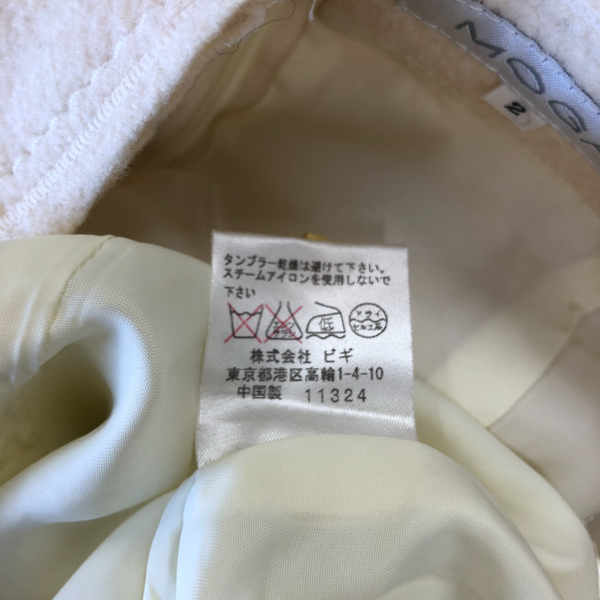 MOGA
2
タンブラー乾燥は避けて下さい。
スチームアイロンを使用しないで
下さい
低
ドライ
セキユ系
株式会社 ビギ
東京都港区高輪1-4-10
中国製 11324